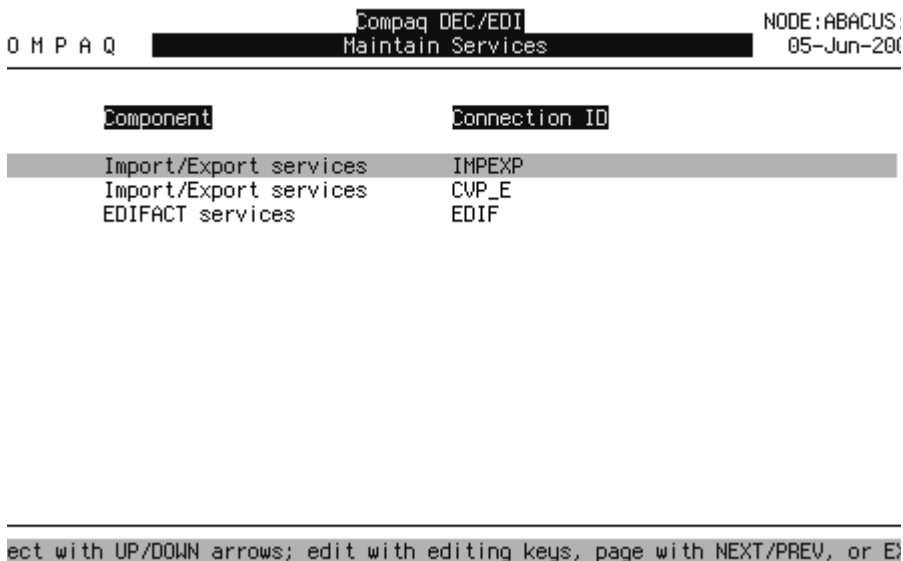 Compaq DEC/EDI NODE:ABACUS:
O M P A Q Maintain Services 05-Jun-200
Component Connection ID
Import/Export services IMPEXP
Import/Export services CVP_E
EDIFACT services EDIF
ect with UP/DOWN arrows; edit with editing keys, page with NEXT/PREV, or EX